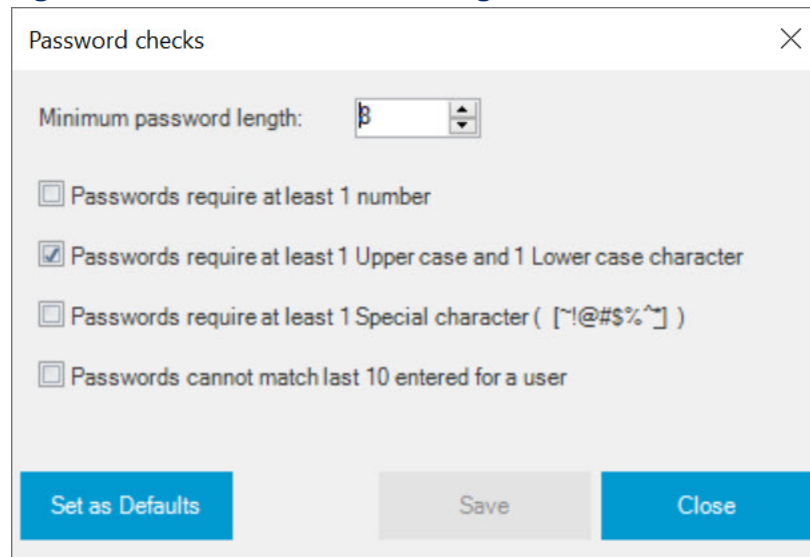 Password checks
Minimum password length: 8
Passwords require at least 1 number
Passwords require at least 1 Upper case and 1 Lower case character
Passwords require at least 1 Special character ( [~!@#$%^*] )
Passwords cannot match last 10 entered for a user
Set as Defaults Save Close